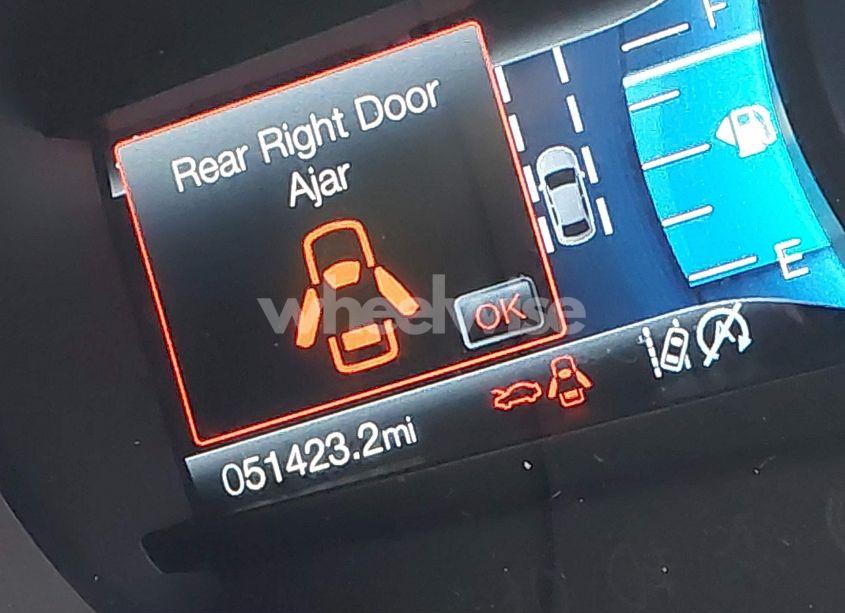 F
Rear Right Door
Ajar
OK
E
051423.2mi